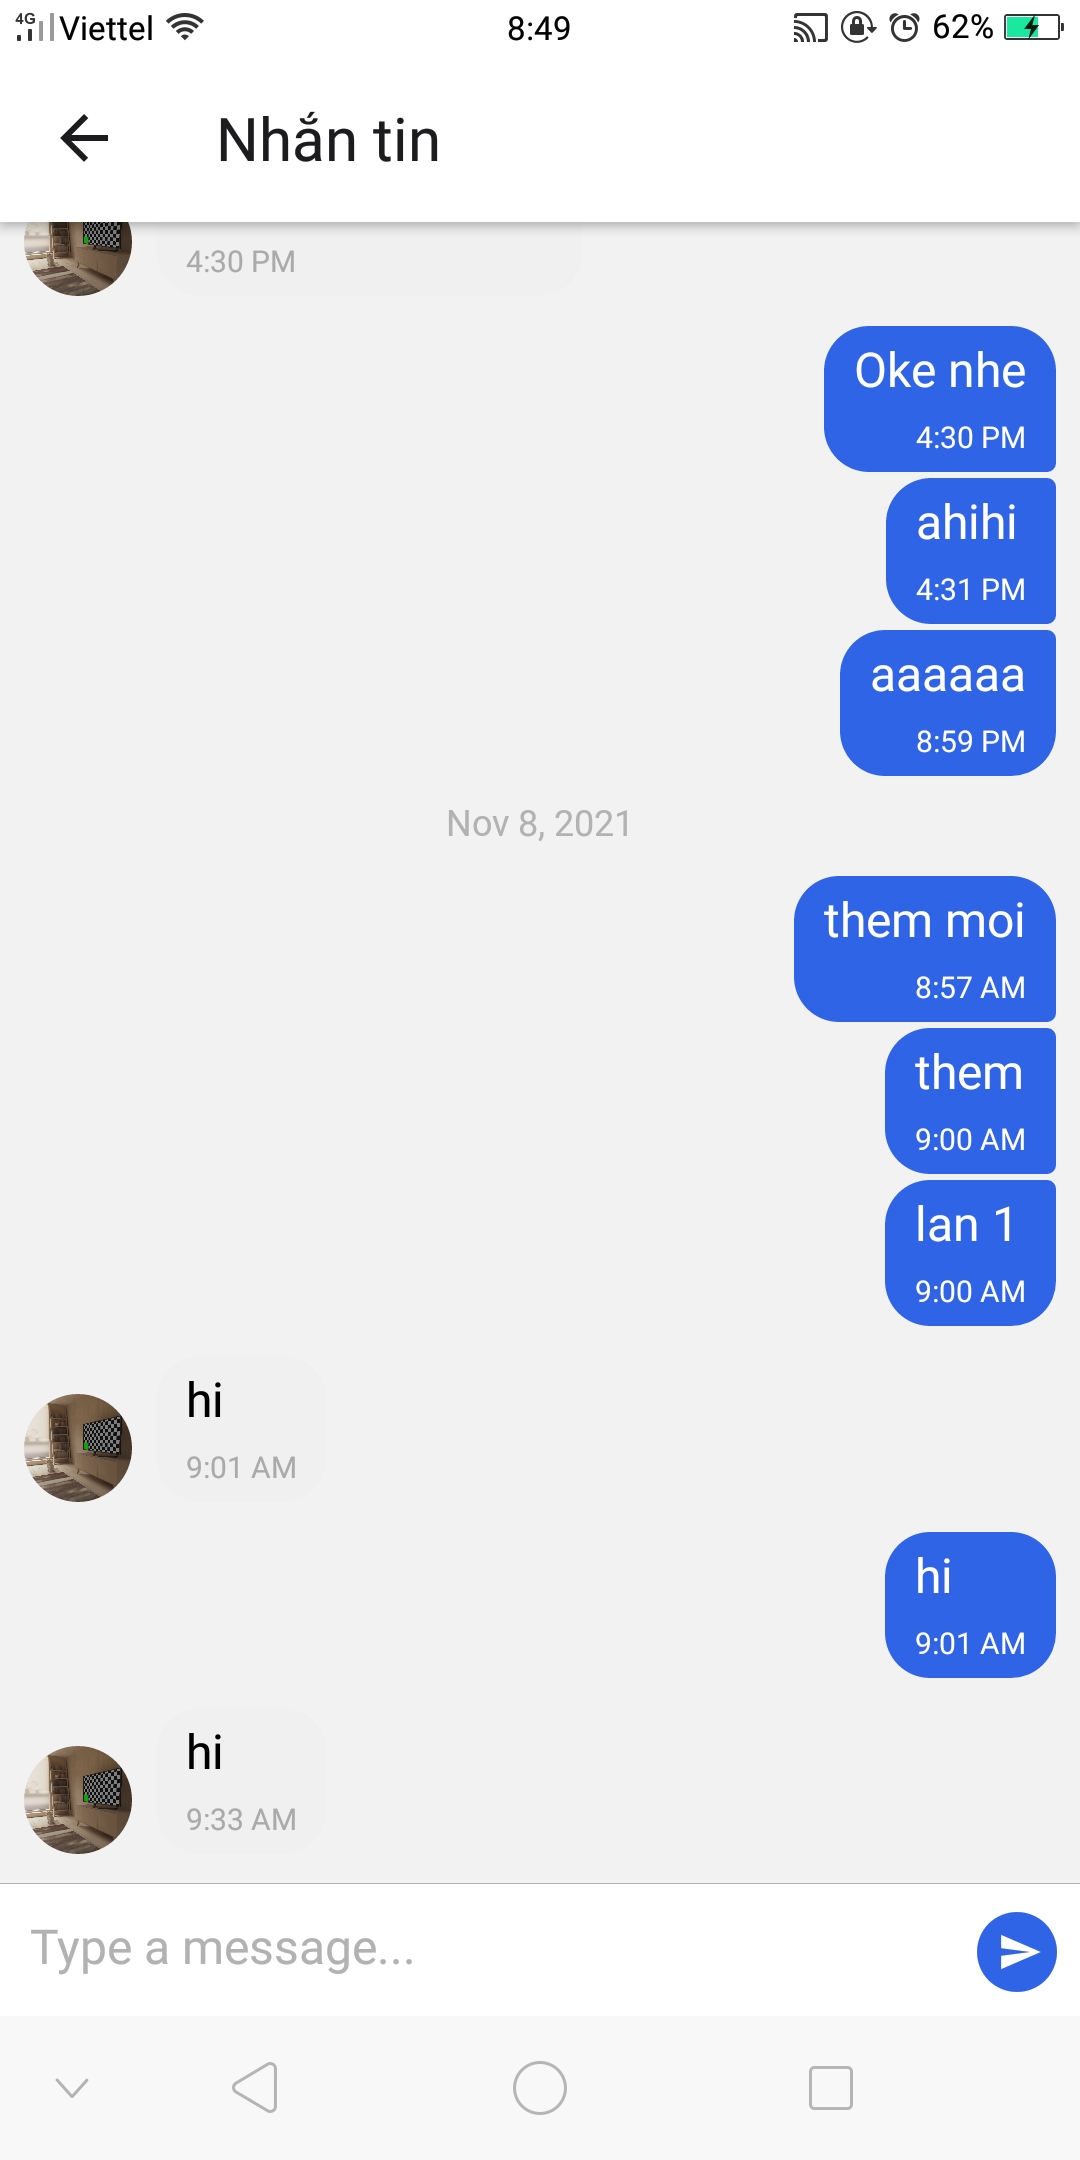 4G Viettel 8:49 62%
Nhắn tin
4:30 PM
Oke nhe
4:30 PM
ahihi
4:31 PM
aaaaaa
8:59 PM
Nov 8, 2021
them moi
8:57 AM
them
9:00 AM
lan 1
9:00 AM
hi
9:01 AM
hi
9:01 AM
hi
9:33 AM
Type a message...